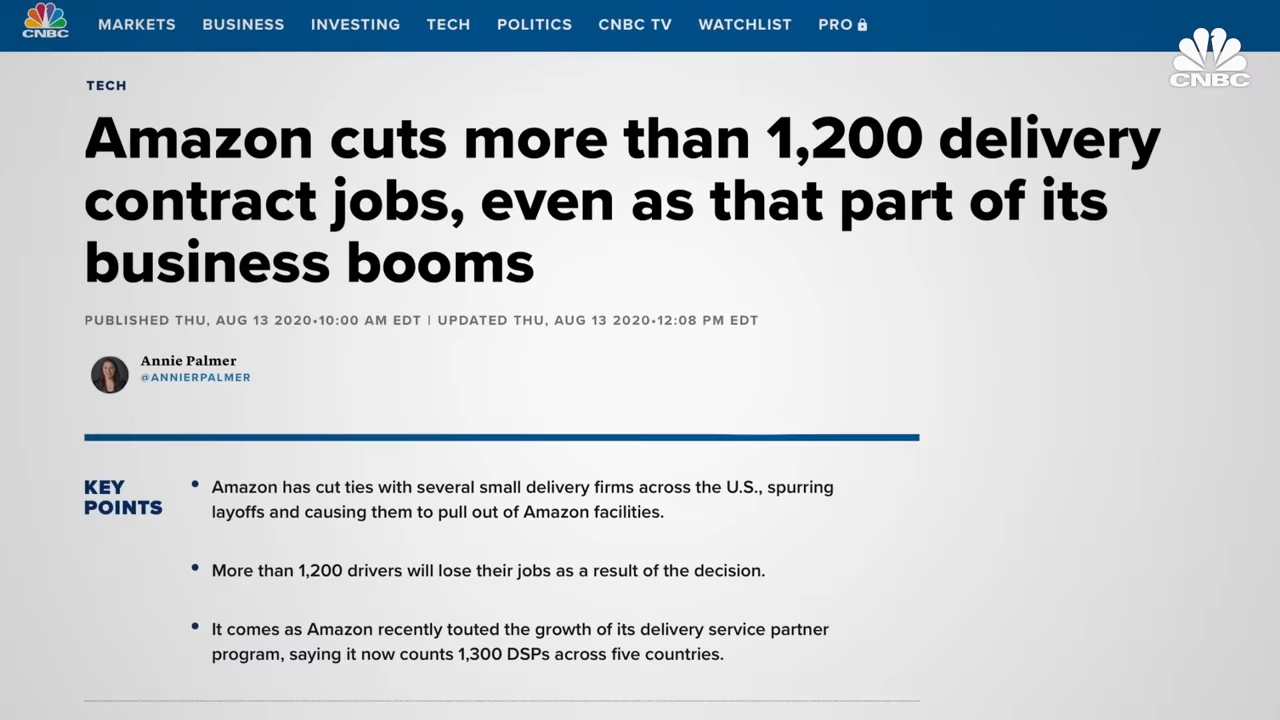 CNBC MARKETS BUSINESS INVESTING TECH POLITICS CNBC TV WATCHLIST PRO
CNBC
TECH
Amazon cuts more than 1,200 delivery
contract jobs, even as that part of its
business booms
PUBLISHED THU, AUG 13 2020•10:00 AM EDT | UPDATED THU, AUG 13 2020•12:08 PM EDT
Annie Palmer
@ANNIERPALMER
KEY
POINTS
• Amazon has cut ties with several small delivery firms across the U.S., spurring
layoffs and causing them to pull out of Amazon facilities.
• More than 1,200 drivers will lose their jobs as a result of the decision.
• It comes as Amazon recently touted the growth of its delivery service partner
program, saying it now counts 1,300 DSPs across five countries.